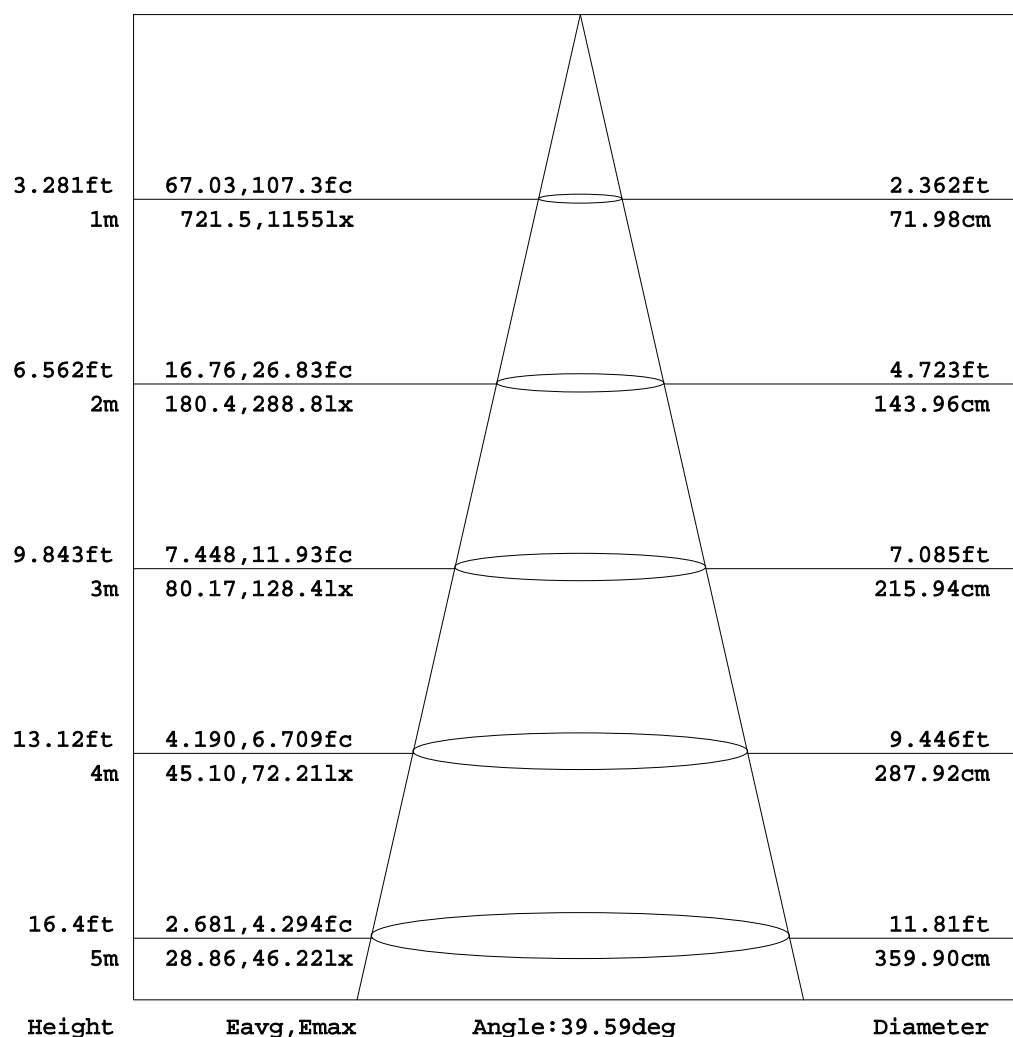 3.281ft 67.03,107.3fc 2.362ft
1m 721.5,1155lx 71.98cm
6.562ft 16.76,26.83fc 4.723ft
2m 180.4,288.8lx 143.96cm
9.843ft 7.448,11.93fc 7.085ft
3m 80.17,128.4lx 215.94cm
13.12ft 4.190,6.709fc 9.446ft
4m 45.10,72.21lx 287.92cm
16.4ft 2.681,4.294fc 11.81ft
5m 28.86,46.22lx 359.90cm
Height Eavg,Emax Angle:39.59deg Diameter